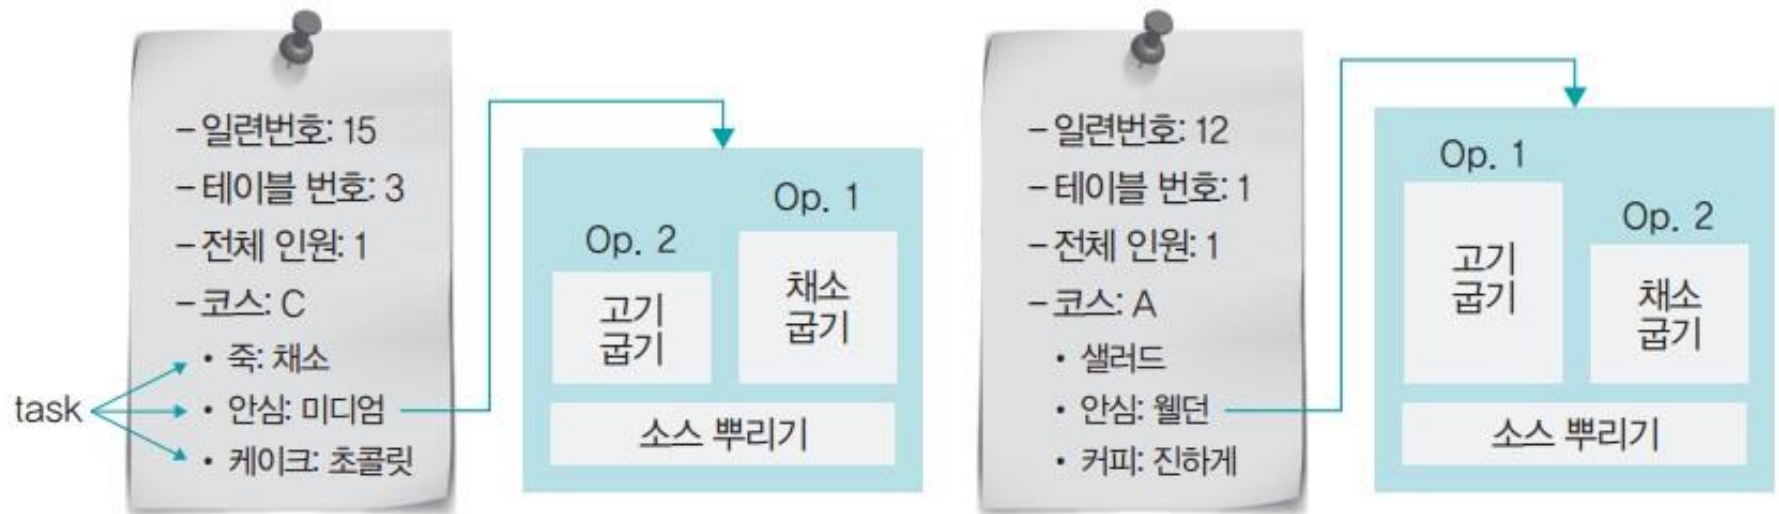 – 일련번호: 15
– 테이블 번호: 3
– 전체 인원: 1
– 코스: C
• 죽: 채소
• 안심: 미디엄
• 케이크: 초콜릿
task
Op. 2
고기
굽기
Op. 1
채소
굽기
소스 뿌리기
– 일련번호: 12
– 테이블 번호: 1
– 전체 인원: 1
– 코스: A
• 샐러드
• 안심: 웰던
• 커피: 진하게
Op. 1
고기
굽기
Op. 2
채소
굽기
소스 뿌리기